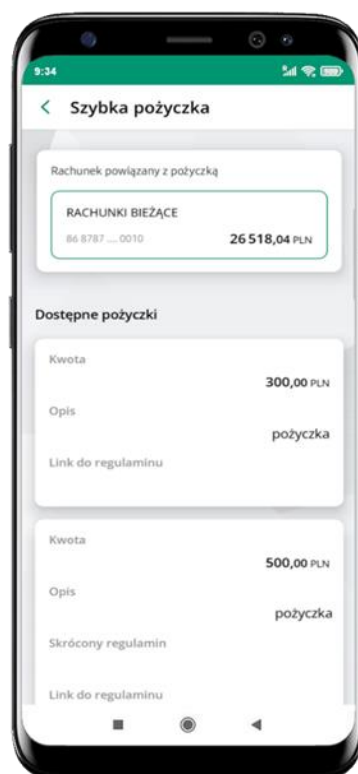 9:34
Szybka pożyczka
Rachunek powiązany z pożyczką
RACHUNKI BIEŻĄCE
86 8787 .... 0010 26 518,04 PLN
Dostępne pożyczki
Kwota
300,00 PLN
Opis
pożyczka
Link do regulaminu
Kwota
500,00 PLN
Opis
pożyczka
Skrócony regulamin
Link do regulaminu